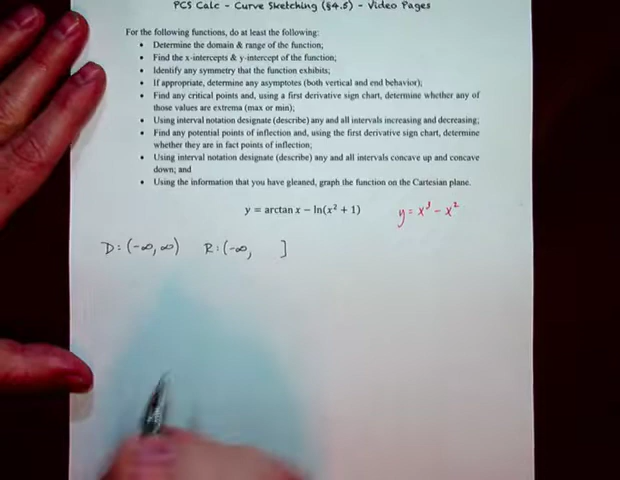 PCS Calc - Curve Sketching (§4.5) - Video Pages
For the following functions, do at least the following:
• Determine the domain & range of the function;
• Find the x-intercepts & y-intercept of the function;
• Identify any symmetry that the function exhibits;
• If appropriate, determine any asymptotes (both vertical and end behavior);
• Find any critical points and, using a first derivative sign chart, determine whether any of
those values are extrema (max or min);
• Using interval notation designate (describe) any and all intervals increasing and decreasing;
• Find any potential points of inflection and, using the first derivative sign chart, determine
whether they are in fact points of inflection;
• Using interval notation designate (describe) any and all intervals concave up and concave
down; and
• Using the information that you have gleaned, graph the function on the Cartesian plane.
y = arctan x − ln(x² + 1) y = x¹ − x²
D: (-∞, ∞) R: (-∞, ]